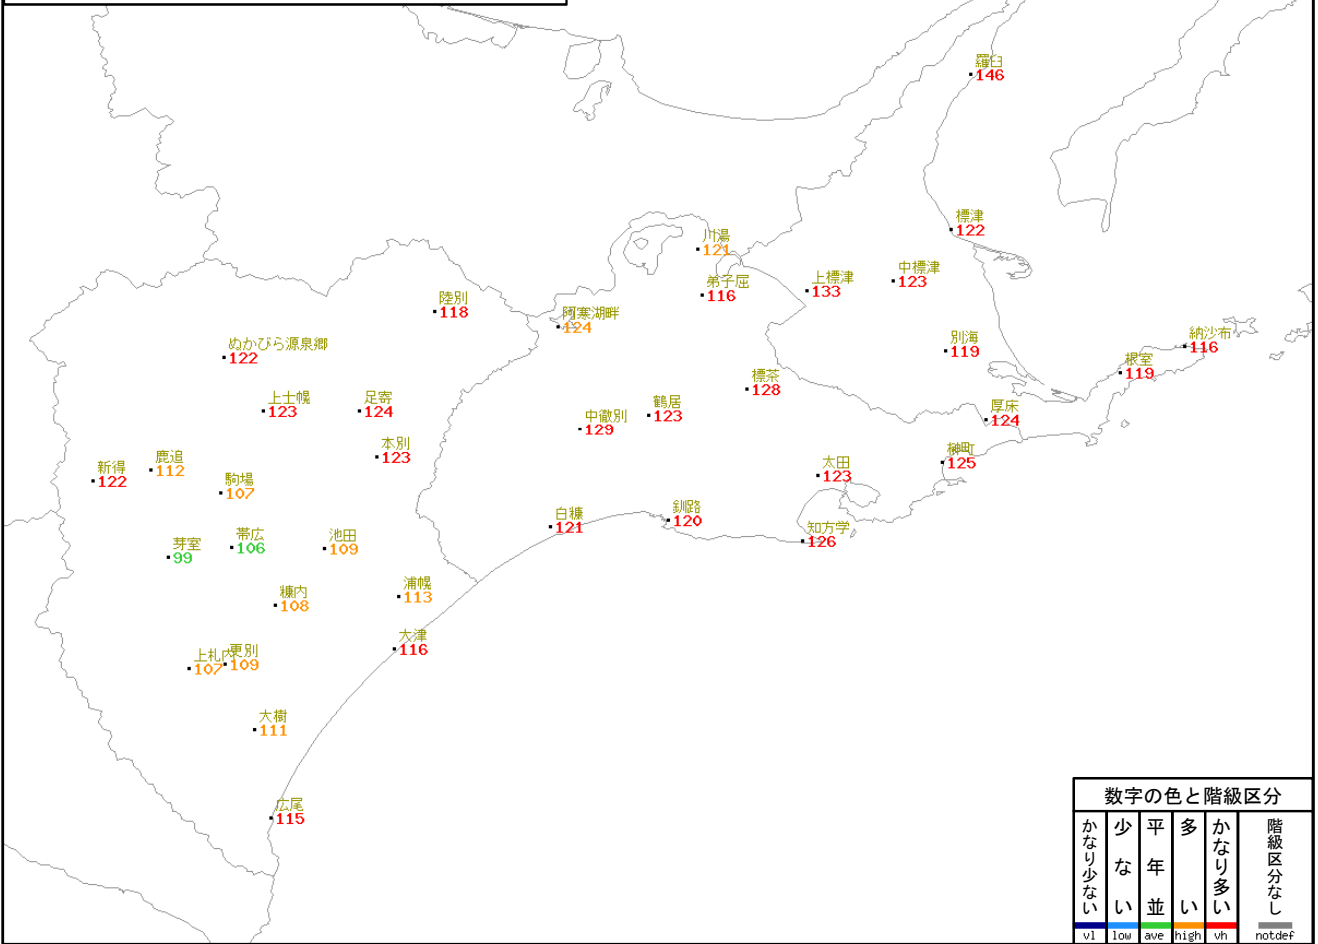 羅臼
146
標津
122
川湯
121
中標津
123
上標津
133
弟子屈
116
陸別
118
阿寒湖畔
124
ぬかびら源泉郷
122
別海
119
納沙布
116
根室
119
標茶
128
上士幌
123
足寄
124
鶴居
123
中徹別
129
厚床
124
本別
123
新得
122
鹿追
112
駒場
107
太田
123
榊町
125
白糠
121
釧路
120
知方学
126
芽室
99
帯広
106
池田
109
糠内
108
浦幌
113
大津
116
上札内
107
更別
109
大樹
111
広尾
115
数字の色と階級区分
かなり少ない
少ない
平年並
多い
かなり多い
階級区分なし
vl low ave high vh notdef